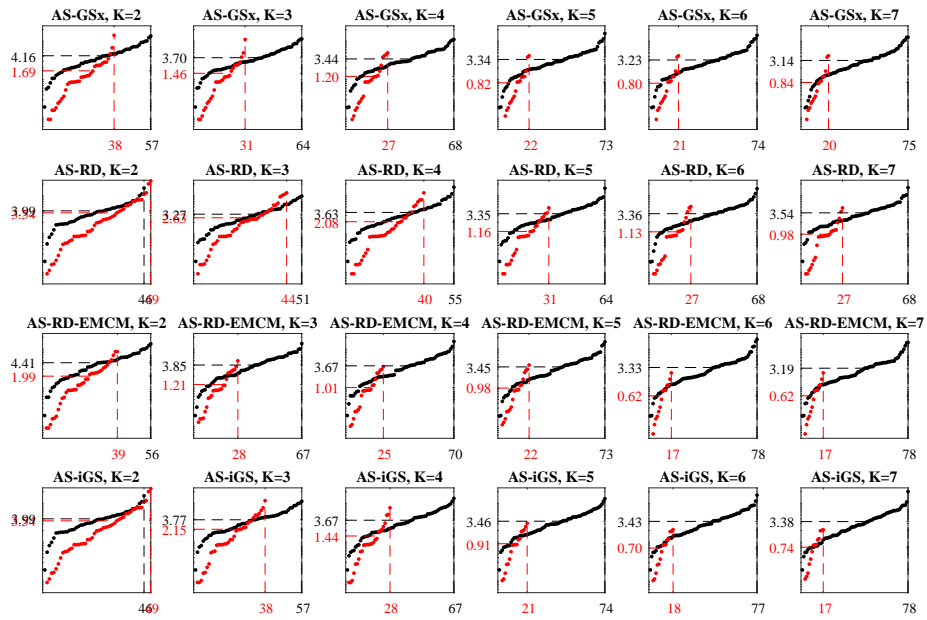 AS-GSx, K=2 AS-GSx, K=3 AS-GSx, K=4 AS-GSx, K=5 AS-GSx, K=6 AS-GSx, K=7
4.16 3.70 3.44 3.34 3.23 3.14
1.69 1.46 1.20 0.82 0.80 0.84
38 57 31 64 27 68 22 73 21 74 20 75
AS-RD, K=2 AS-RD, K=3 AS-RD, K=4 AS-RD, K=5 AS-RD, K=6 AS-RD, K=7
3.99 3.27 3.63 3.35 3.36 3.54
2.08 1.16 1.13 0.98
46 49 44 51 40 55 31 64 27 68 27 68
AS-RD-EMCM, K=2 AS-RD-EMCM, K=3 AS-RD-EMCM, K=4 AS-RD-EMCM, K=5 AS-RD-EMCM, K=6 AS-RD-EMCM, K=7
4.41 3.85 3.67 3.45 3.33 3.19
1.99 1.21 1.01 0.98 0.62 0.62
39 56 28 67 25 70 22 73 17 78 17 78
AS-iGS, K=2 AS-iGS, K=3 AS-iGS, K=4 AS-iGS, K=5 AS-iGS, K=6 AS-iGS, K=7
3.99 3.77 3.67 3.46 3.43 3.38
2.15 1.44 0.91 0.70 0.74
46 49 38 57 28 67 21 74 18 77 17 78